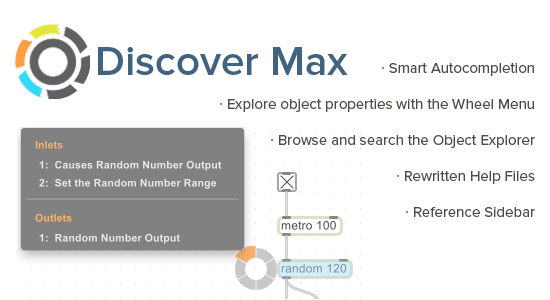 Discover Max
· Smart Autocompletion
· Explore object properties with the Wheel Menu
· Browse and search the Object Explorer
· Rewritten Help Files
· Reference Sidebar
Inlets
1: Causes Random Number Output
2: Set the Random Number Range
Outlets
1: Random Number Output
metro 100
random 120